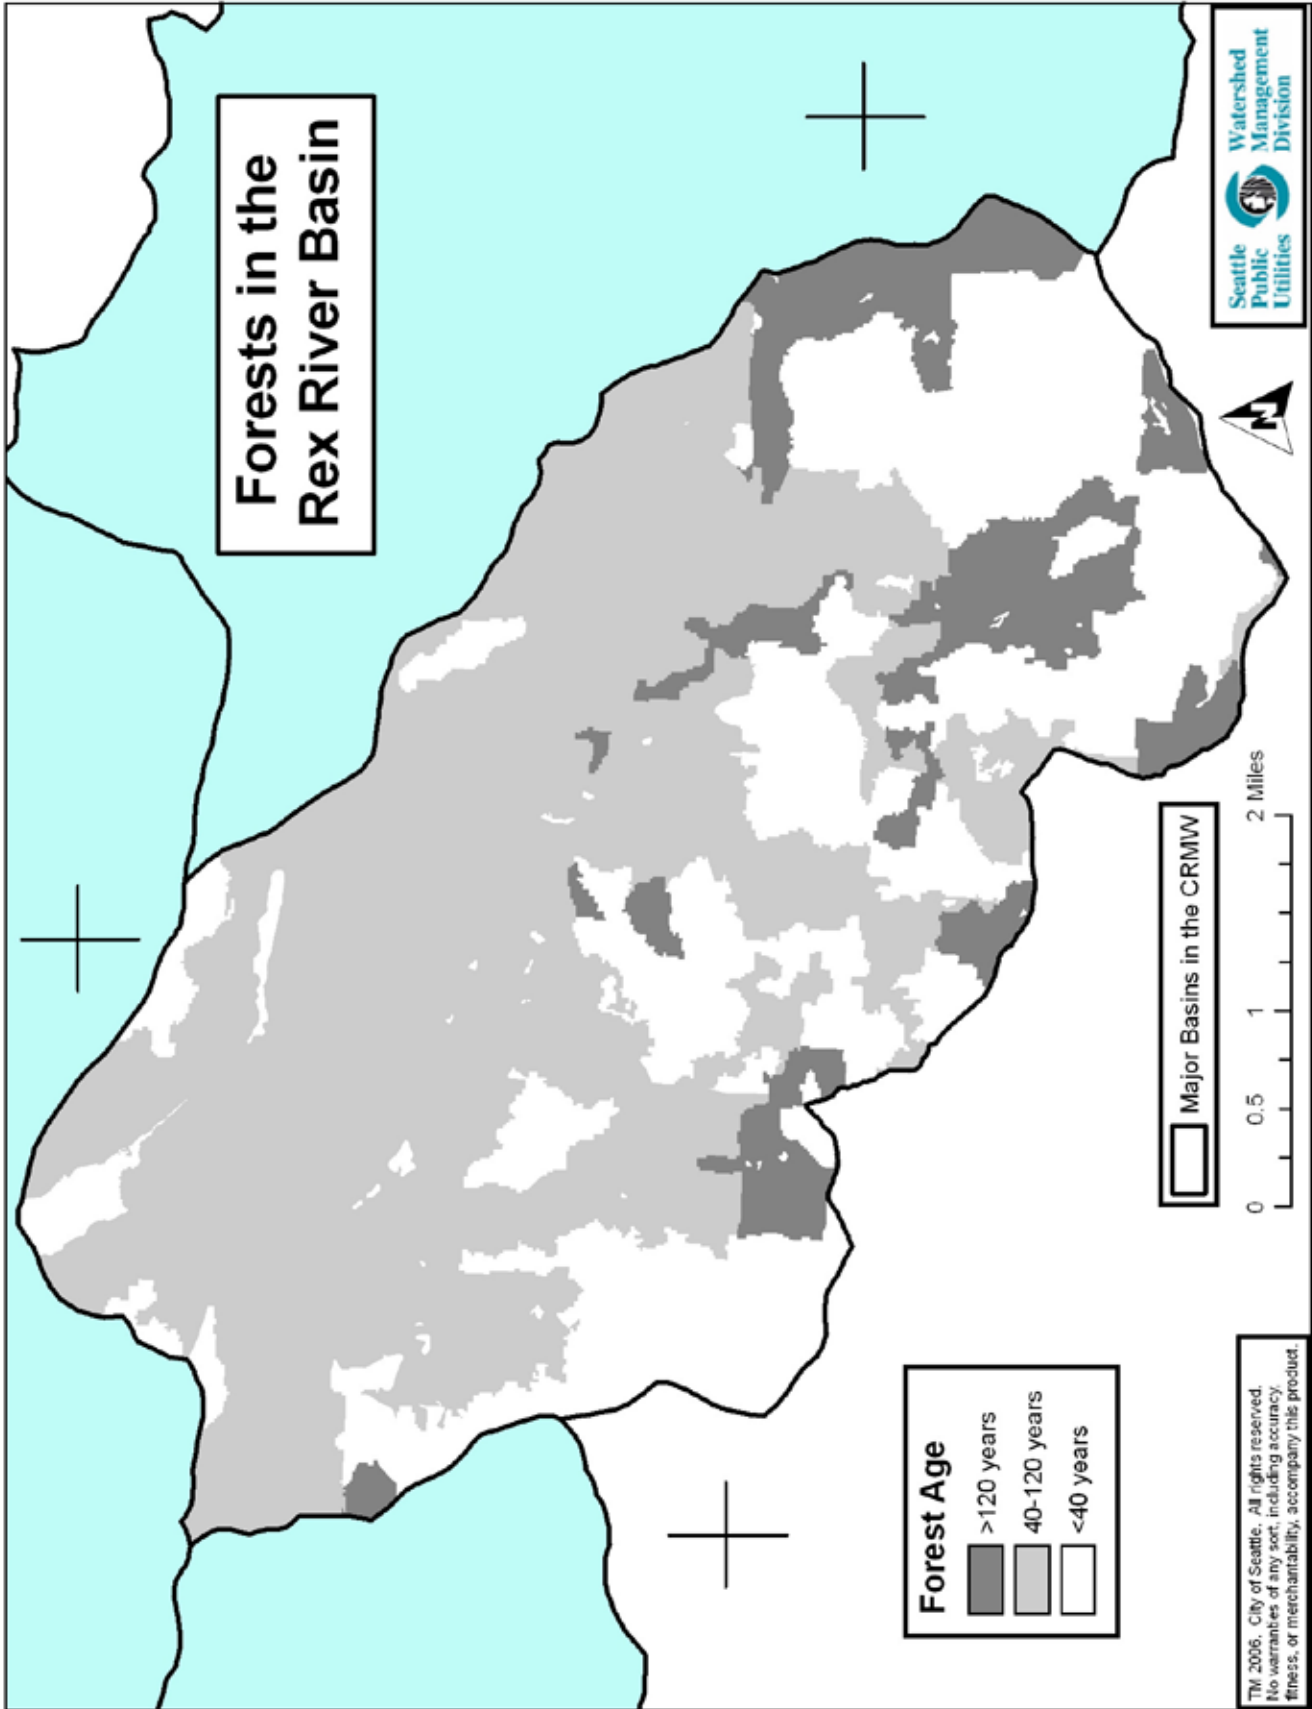 Forests in the
Rex River Basin
Forest Age
>120 years
40-120 years
<40 years
Major Basins in the CRMW
0 0.5 1 2 Miles
N
Seattle
Public
Utilities
Watershed
Management
Division
TM 2006. City of Seattle. All rights reserved.
No warranties of any sort, including accuracy,
fitness, or merchantability, accompany this product.